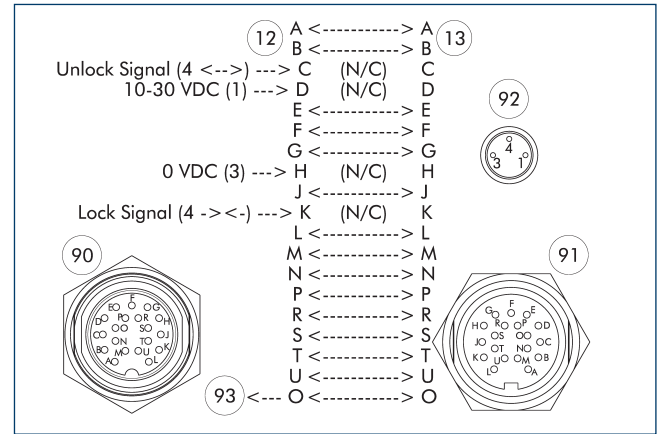 12 A <----------> A 13
B <----------> B
Unlock Signal (4 <-->) ---> C (N/C) C
10-30 VDC (1) ---> D (N/C) D
E <----------> E
92
F <----------> F
G <----------> G
4
3 1
0 VDC (3) ---> H (N/C) H
J <----------> J
Lock Signal (4 -><-) ---> K (N/C) K
L <----------> L
90
M <----------> M
91
N <----------> N
P <----------> P
R <----------> R
S <----------> S
T <----------> T
U <----------> U
93 <--- O <----------> O
F
E G
D P R H
O S
C J
N T
B M U K
A L
F
G E
H R P D
S O
J C
T N
K U M B
L A